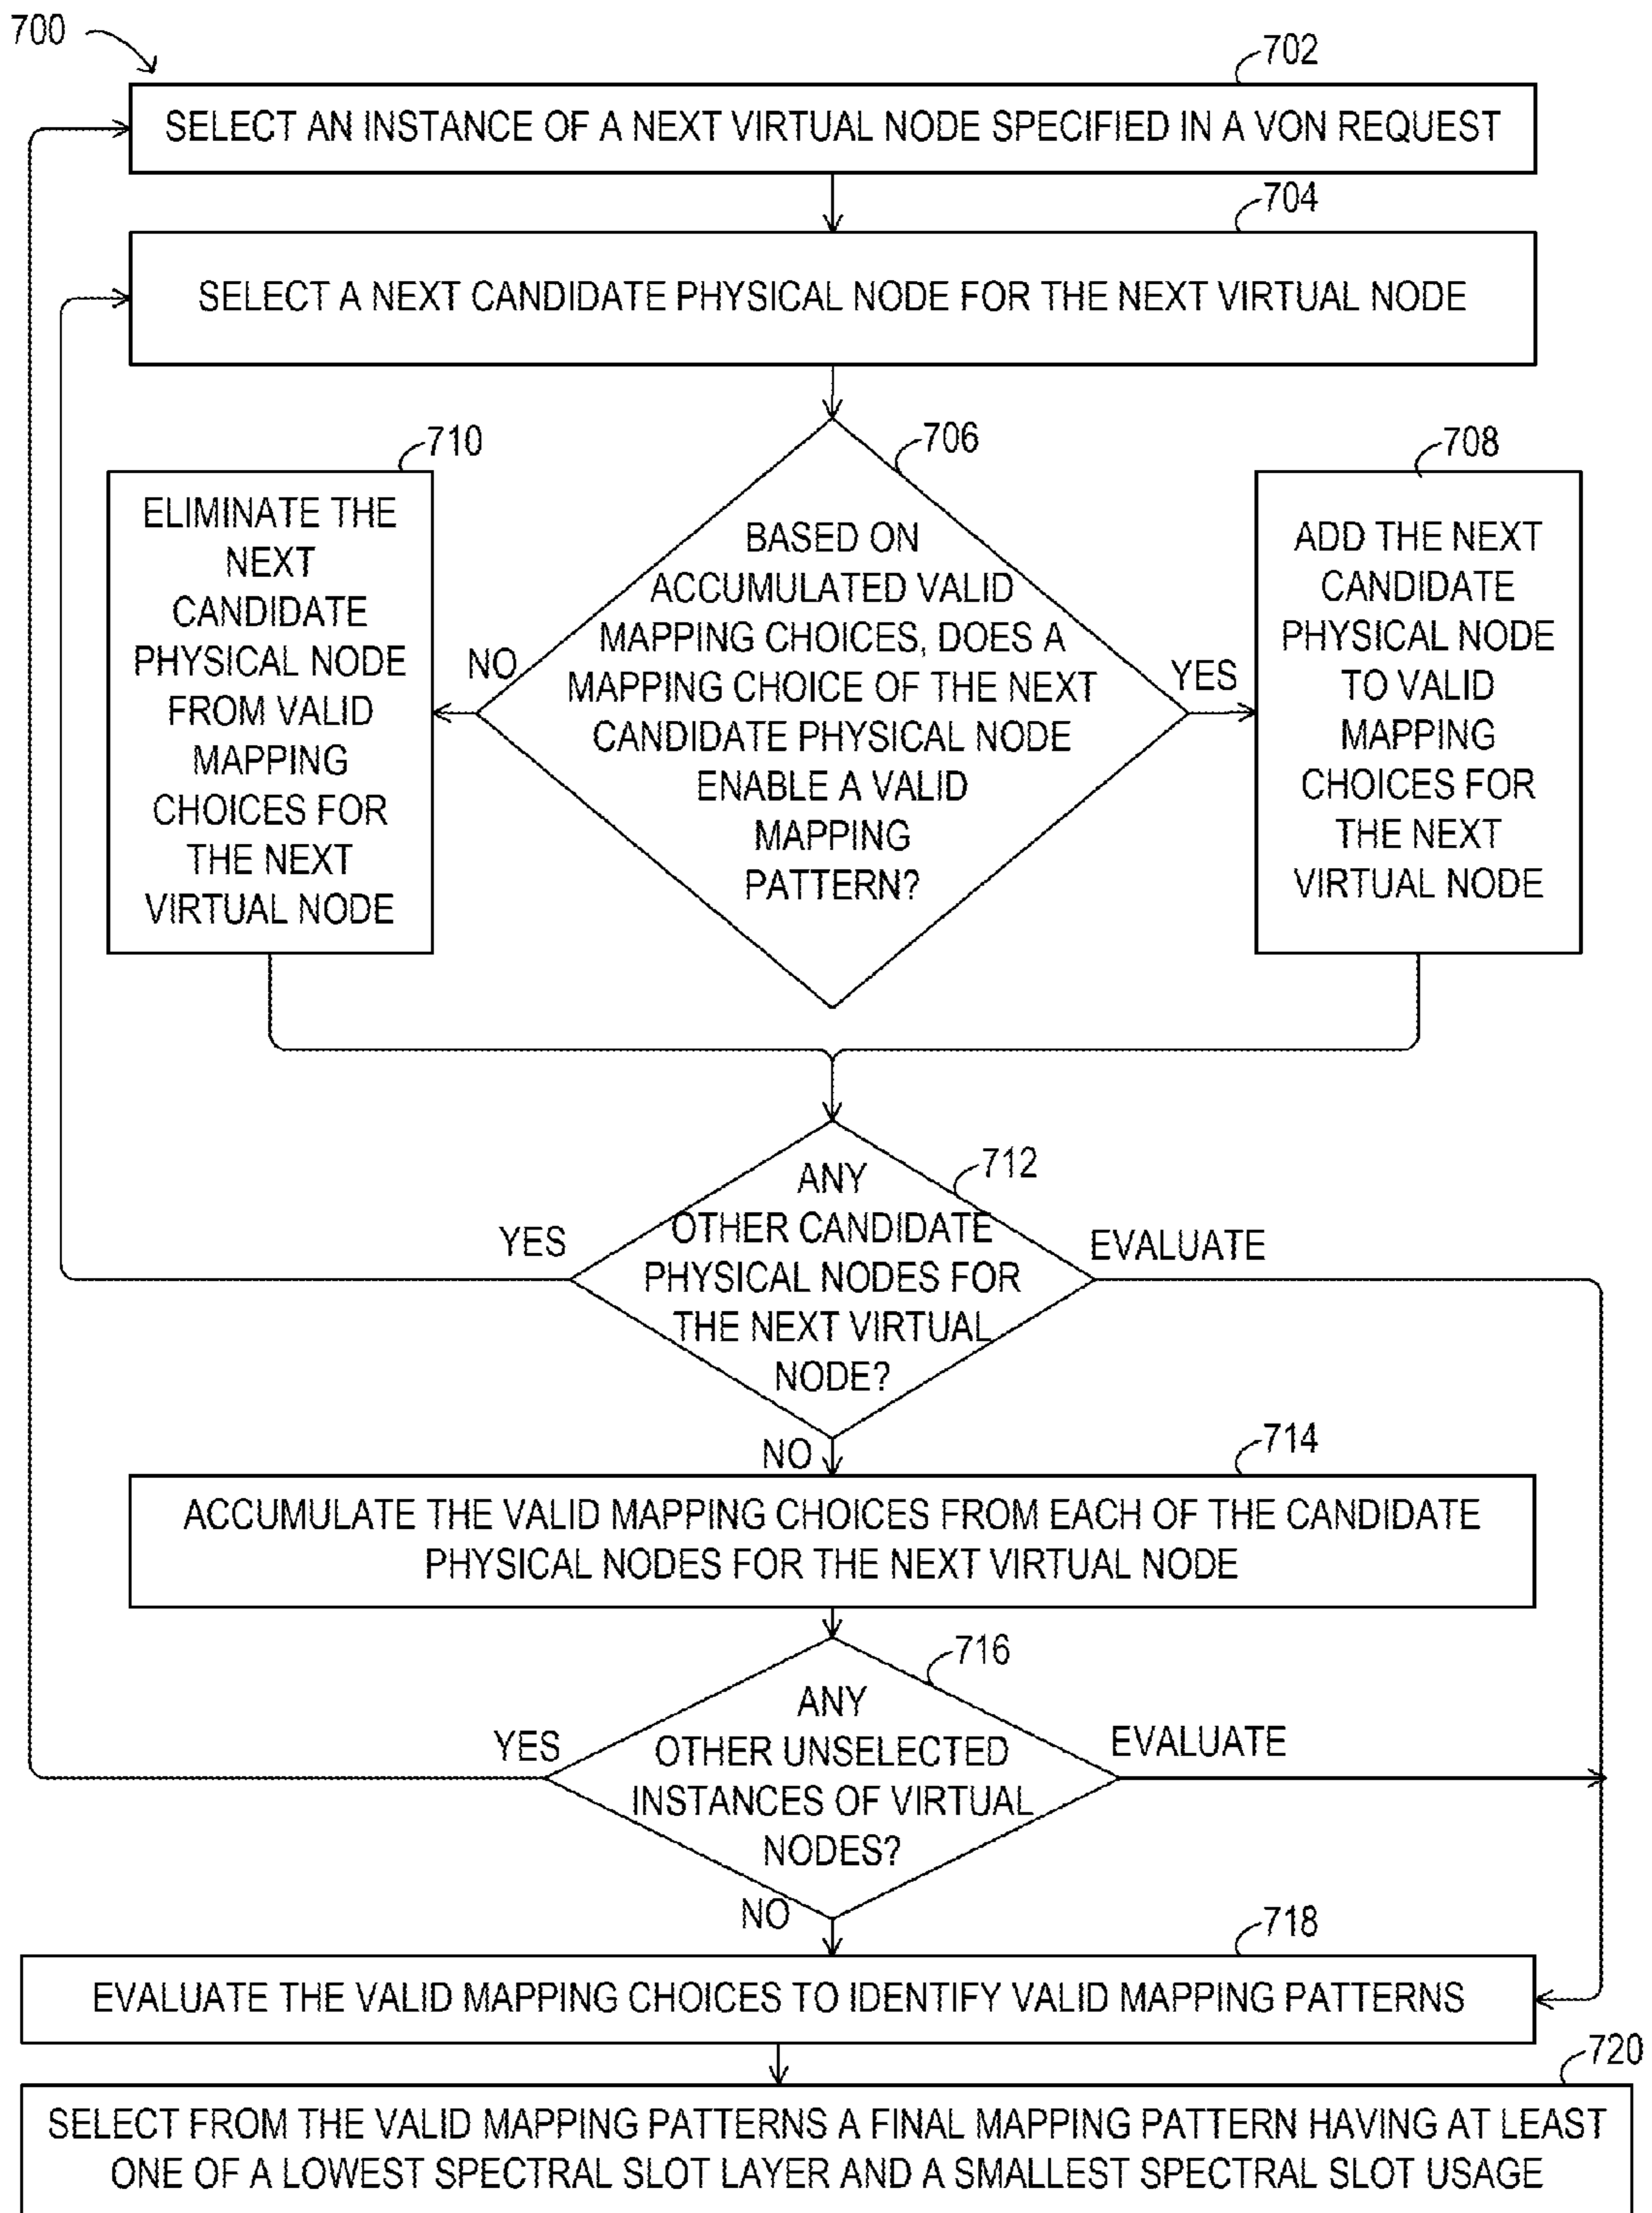 700
702
SELECT AN INSTANCE OF A NEXT VIRTUAL NODE SPECIFIED IN A VON REQUEST
704
SELECT A NEXT CANDIDATE PHYSICAL NODE FOR THE NEXT VIRTUAL NODE
710
ELIMINATE THE
NEXT
CANDIDATE
PHYSICAL NODE
FROM VALID
MAPPING
CHOICES FOR
THE NEXT
VIRTUAL NODE
NO
706
BASED ON
ACCUMULATED VALID
MAPPING CHOICES, DOES A
MAPPING CHOICE OF THE NEXT
CANDIDATE PHYSICAL NODE
ENABLE A VALID
MAPPING
PATTERN?
YES
708
ADD THE NEXT
CANDIDATE
PHYSICAL NODE
TO VALID
MAPPING
CHOICES FOR
THE NEXT
VIRTUAL NODE
712
YES
ANY
OTHER CANDIDATE
PHYSICAL NODES FOR
THE NEXT VIRTUAL
NODE?
EVALUATE
NO
714
ACCUMULATE THE VALID MAPPING CHOICES FROM EACH OF THE CANDIDATE
PHYSICAL NODES FOR THE NEXT VIRTUAL NODE
716
YES
ANY
OTHER UNSELECTED
INSTANCES OF VIRTUAL
NODES?
EVALUATE
NO
718
EVALUATE THE VALID MAPPING CHOICES TO IDENTIFY VALID MAPPING PATTERNS
720
SELECT FROM THE VALID MAPPING PATTERNS A FINAL MAPPING PATTERN HAVING AT LEAST
ONE OF A LOWEST SPECTRAL SLOT LAYER AND A SMALLEST SPECTRAL SLOT USAGE